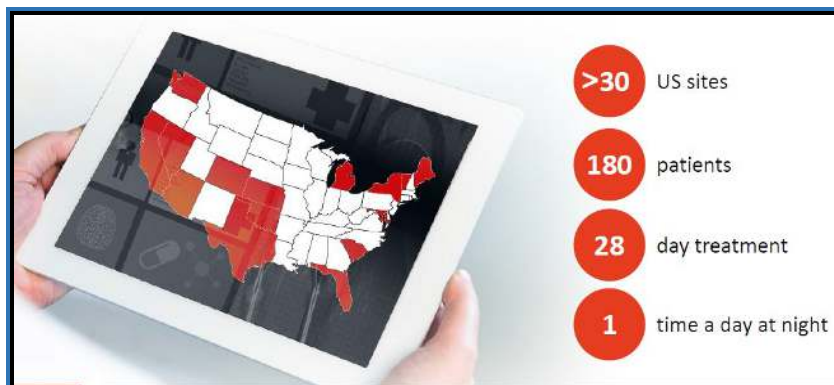 >30 US sites
180 patients
28 day treatment
1 time a day at night